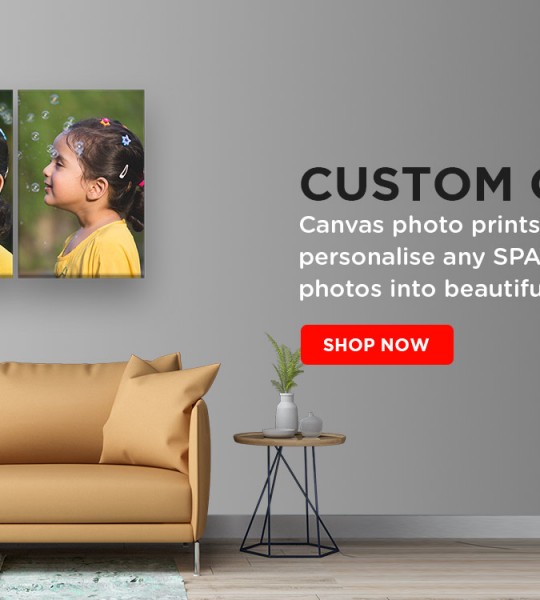 CUSTOM
Canvas photo prints
personalise any SPA
photos into beautifu
SHOP NOW